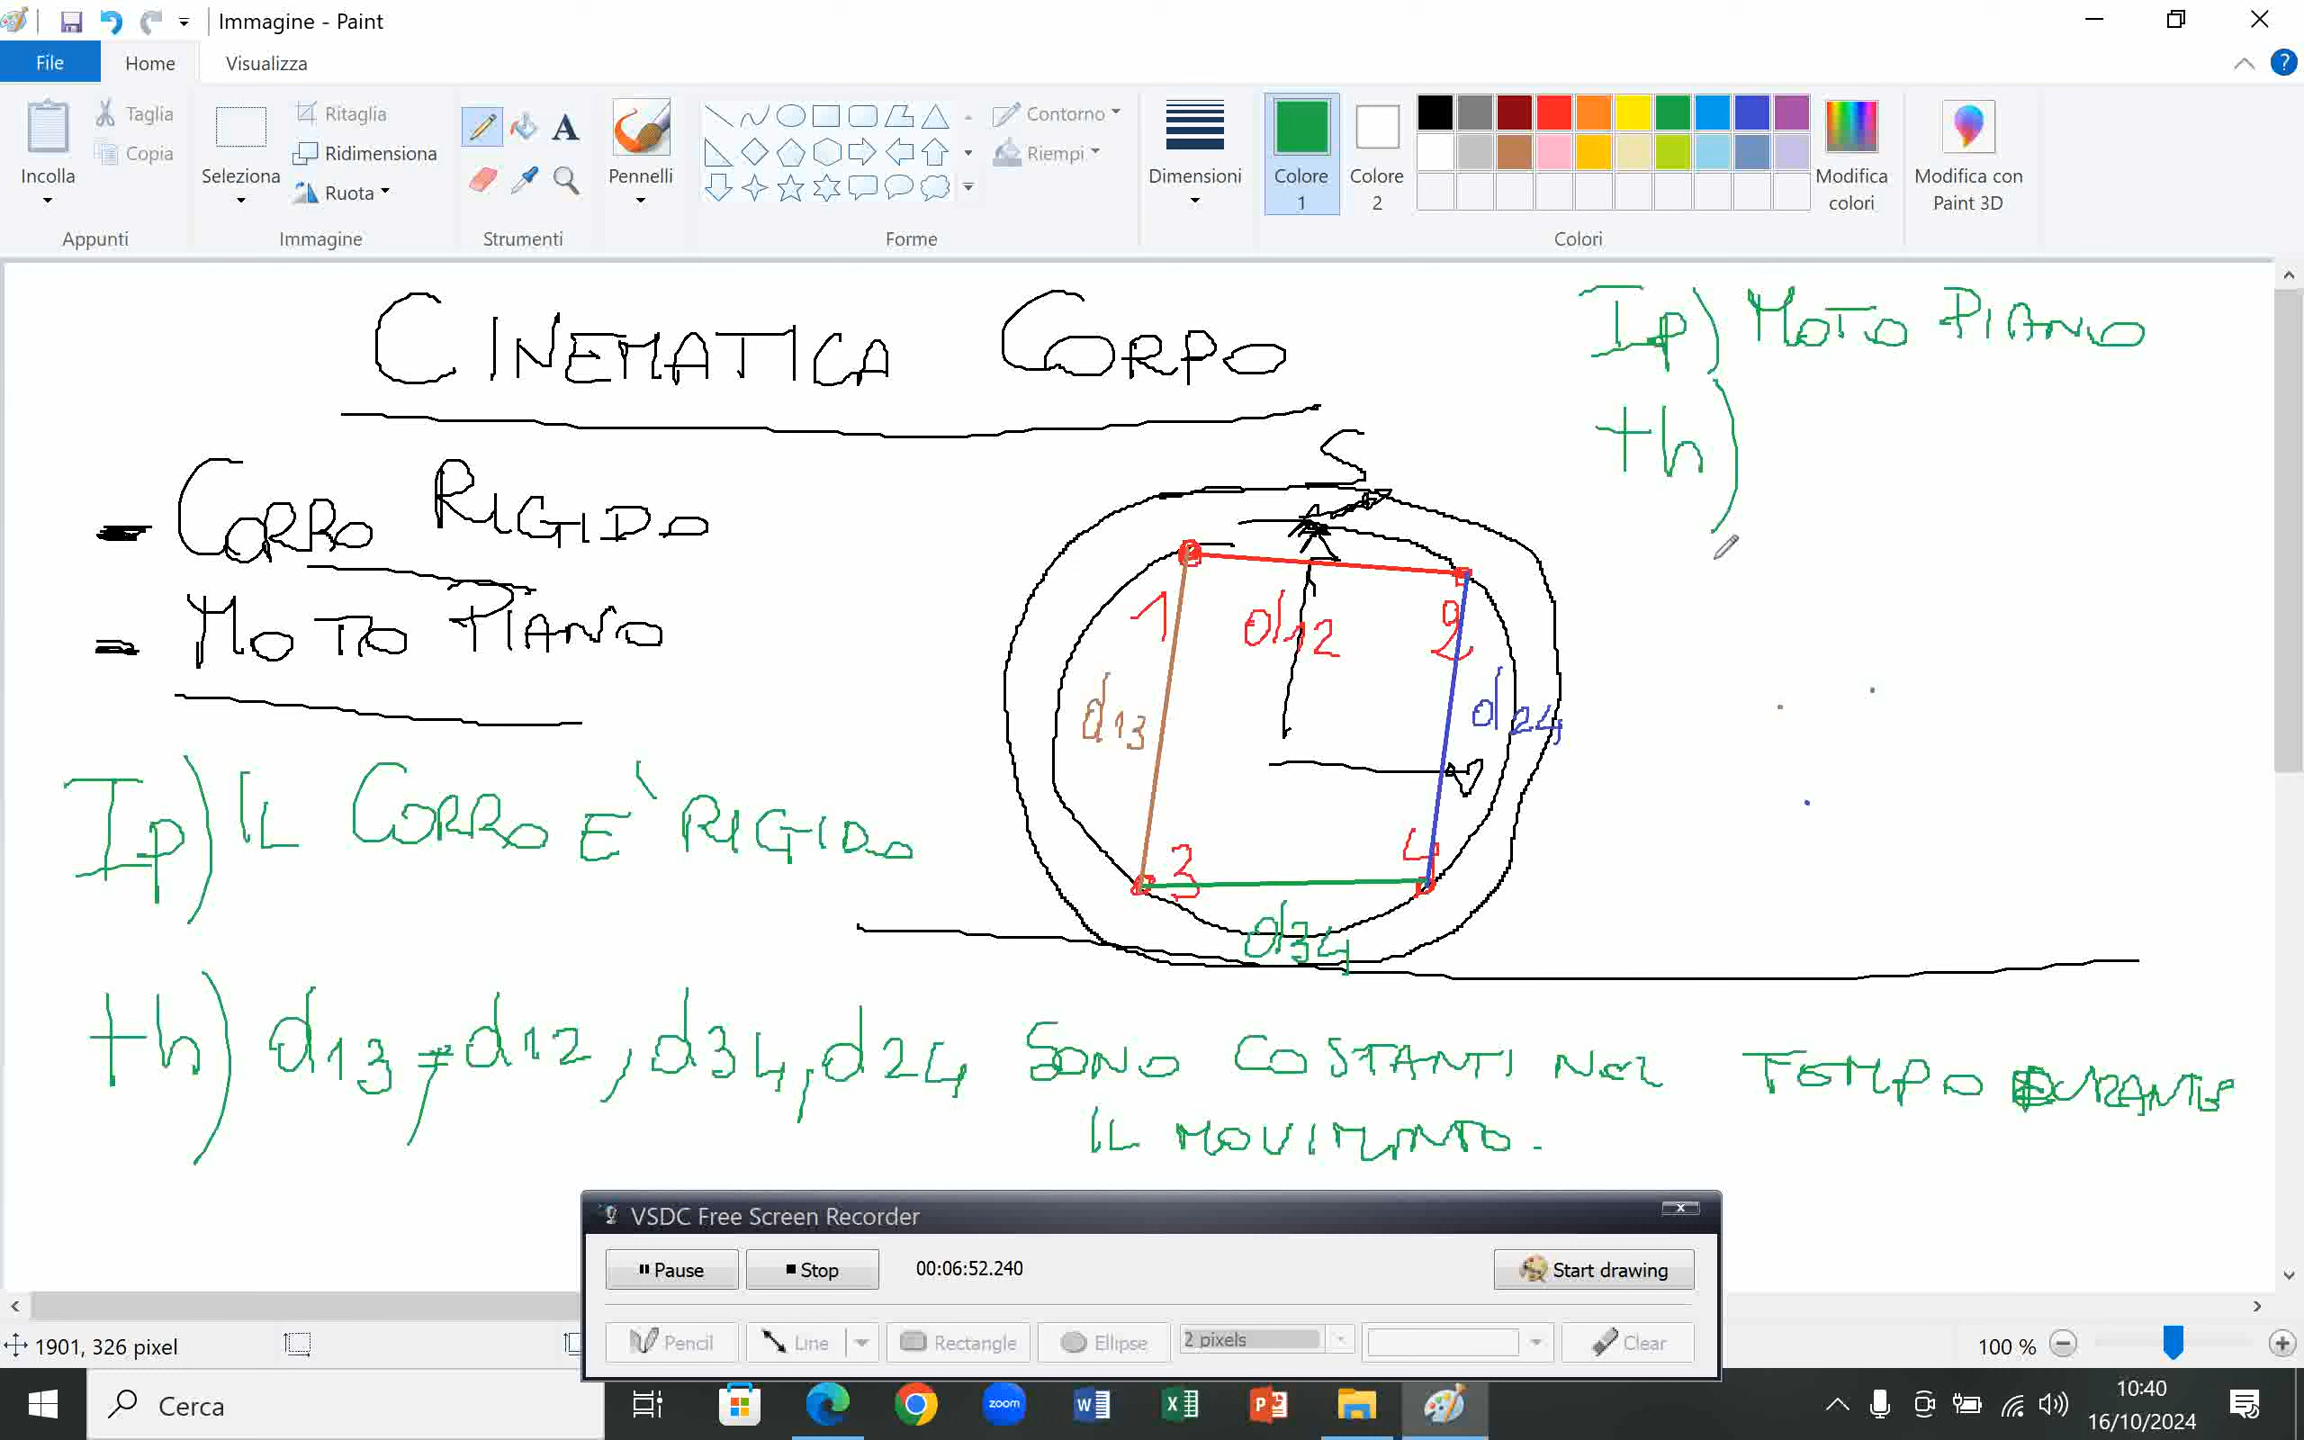 Immagine - Paint
File
Home
Visualizza
Incolla
Taglia
Copia
Appunti
Seleziona
Ritaglia
Ridimensiona
Ruota
Immagine
A
Strumenti
Pennelli
Forme
Contorno
Riempi
Dimensioni
Colore
1
Colore
2
Modifica
colori
Colori
Modifica con
Paint 3D
CINEMATICA CORPO
- CORPO RIGIDO
- MOTO PIANO
Ip) MOTO PIANO
th)
S
1
d12
2
d13
d24
3
4
d34
Ip) IL CORPO E` RIGIDO
th) d13, d12, d34, d24 SONO COSTANTI NEL TEMPO DURANTE
IL MOVIMENTO.
VSDC Free Screen Recorder
Pause
Stop
00:06:52.240
Start drawing
Pencil
Line
Rectangle
Ellipse
2 pixels
Clear
1901, 326 pixel
100 %
Cerca
zoom
10:40
16/10/2024